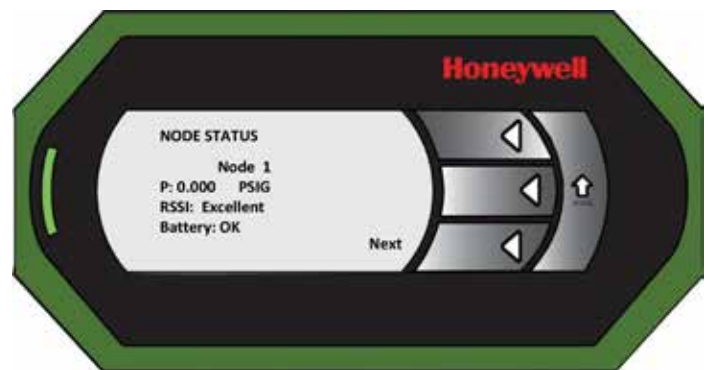 Honeywell
NODE STATUS
Node 1
P: 0.000 PSIG
RSSI: Excellent
Battery: OK
Next